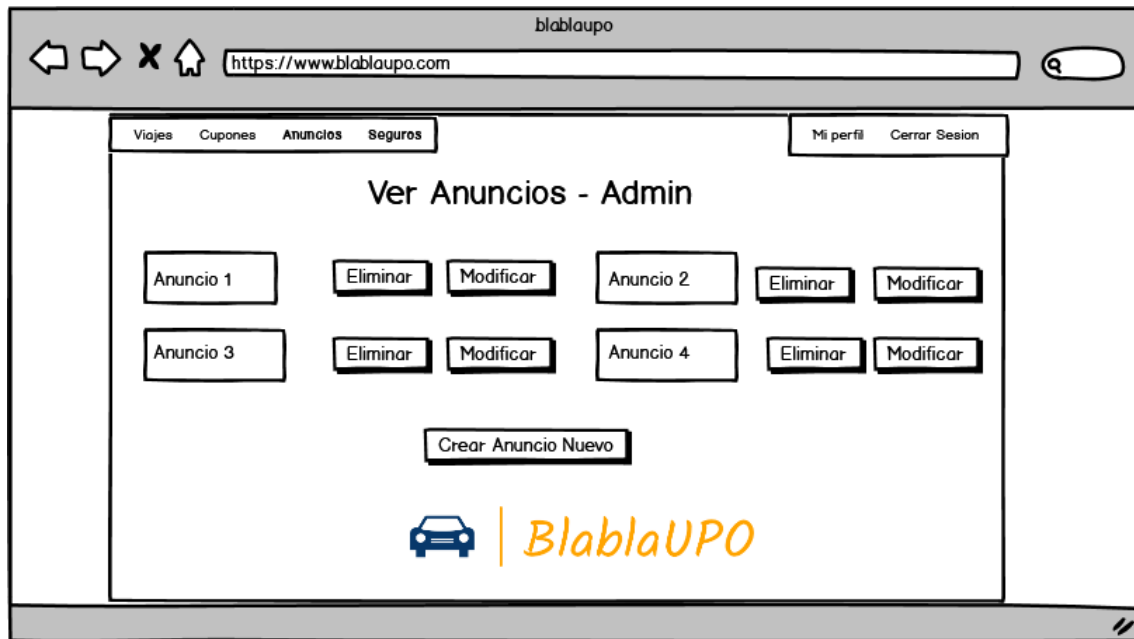 blablaupo
https://www.blablaupo.com
Viajes Cupones Anuncios Seguros Mi perfil Cerrar Sesion
Ver Anuncios - Admin
Anuncio 1 Eliminar Modificar Anuncio 2 Eliminar Modificar
Anuncio 3 Eliminar Modificar Anuncio 4 Eliminar Modificar
Crear Anuncio Nuevo
BlablaUPO